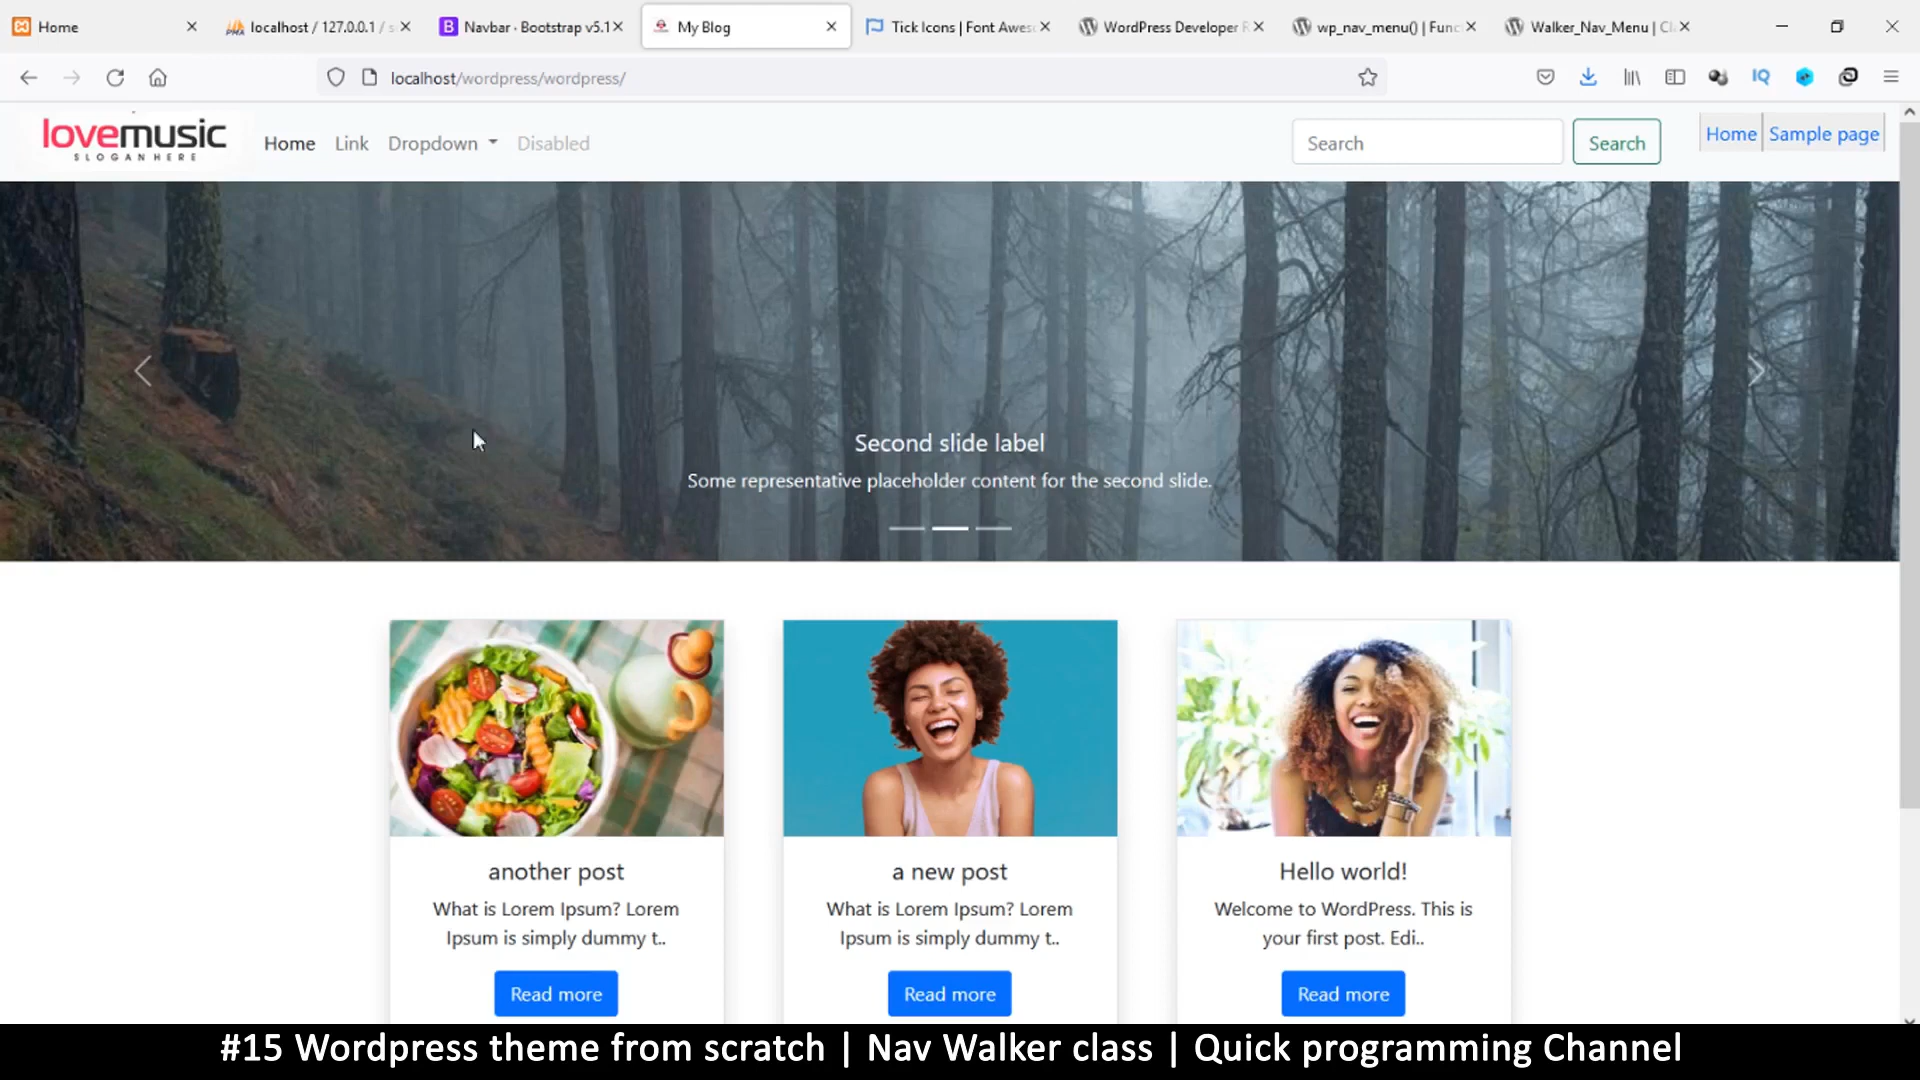 Home
localhost / 127.0.0.1 / s
Navbar · Bootstrap v5.1
My Blog
Tick Icons | Font Awes
WordPress Developer R
wp_nav_menu() | Func
Walker_Nav_Menu | Cl
localhost/wordpress/wordpress/
IQ
lovemusic
SLOGANHERE
Home
Link
Dropdown
Disabled
Search
Search
Home
Sample page
Second slide label
Some representative placeholder content for the second slide.
another post
What is Lorem Ipsum? Lorem
Ipsum is simply dummy t..
Read more
a new post
What is Lorem Ipsum? Lorem
Ipsum is simply dummy t..
Read more
Hello world!
Welcome to WordPress. This is
your first post. Edi..
Read more
#15 Wordpress theme from scratch | Nav Walker class | Quick programming Channel